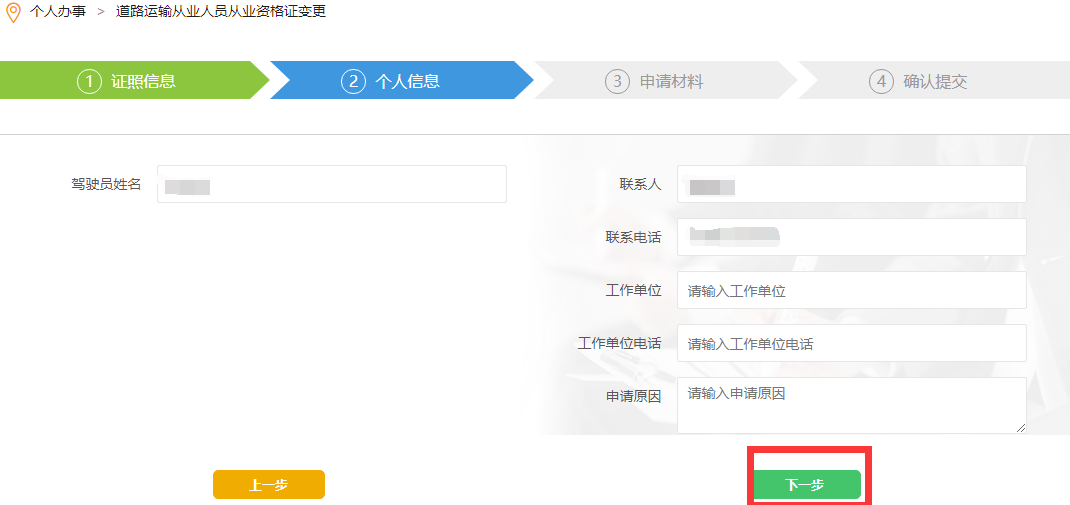 个人办事 > 道路运输从业人员从业资格证变更
1 证照信息
2 个人信息
3 申请材料
4 确认提交
驾驶员姓名
联系人
联系电话
工作单位 请输入工作单位
工作单位电话 请输入工作单位电话
申请原因 请输入申请原因
上一步
下一步